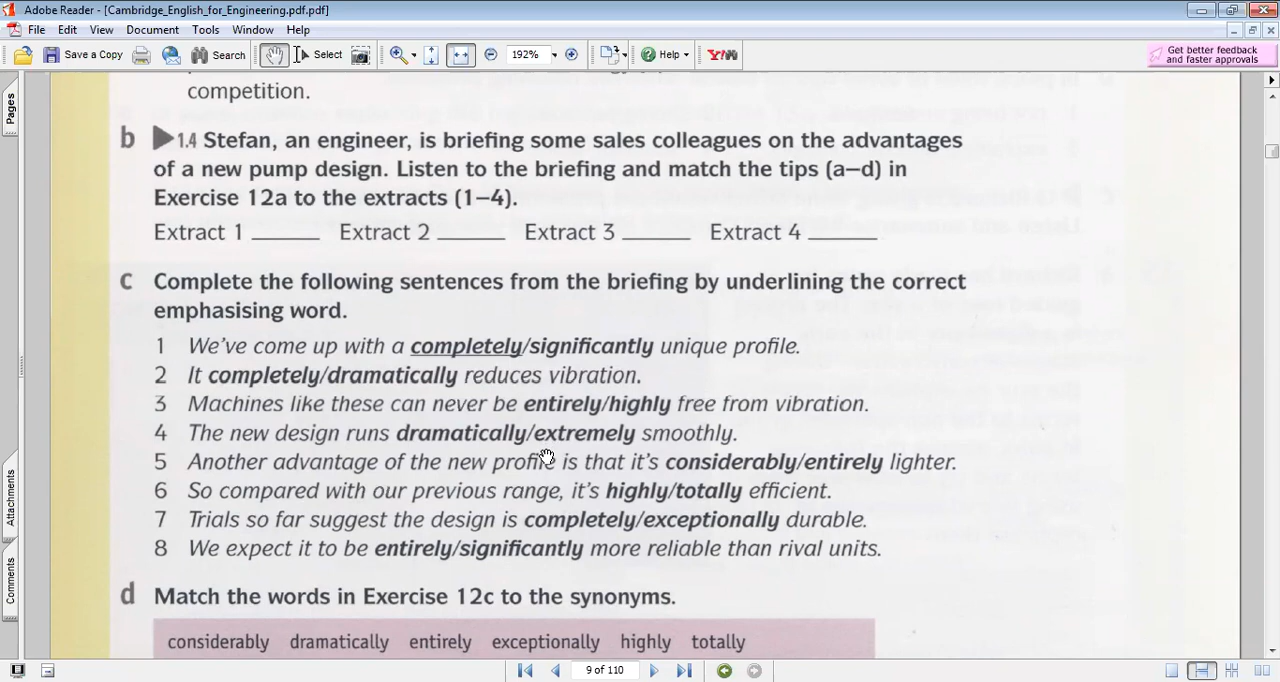 Adobe Reader - [Cambridge_English_for_Engineering.pdf.pdf]
File Edit View Document Tools Window Help
Save a Copy Search Select 192% Help Y!
Get better feedback
and faster approvals
Pages
Attachments
Comments
competition.
b 1.4 Stefan, an engineer, is briefing some sales colleagues on the advantages
of a new pump design. Listen to the briefing and match the tips (a–d) in
Exercise 12a to the extracts (1–4).
Extract 1 ______ Extract 2 ______ Extract 3 ______ Extract 4 ______
c Complete the following sentences from the briefing by underlining the correct
emphasising word.
1 We've come up with a completely/significantly unique profile.
2 It completely/dramatically reduces vibration.
3 Machines like these can never be entirely/highly free from vibration.
4 The new design runs dramatically/extremely smoothly.
5 Another advantage of the new profile is that it's considerably/entirely lighter.
6 So compared with our previous range, it's highly/totally efficient.
7 Trials so far suggest the design is completely/exceptionally durable.
8 We expect it to be entirely/significantly more reliable than rival units.
d Match the words in Exercise 12c to the synonyms.
considerably dramatically entirely exceptionally highly totally
9 of 110